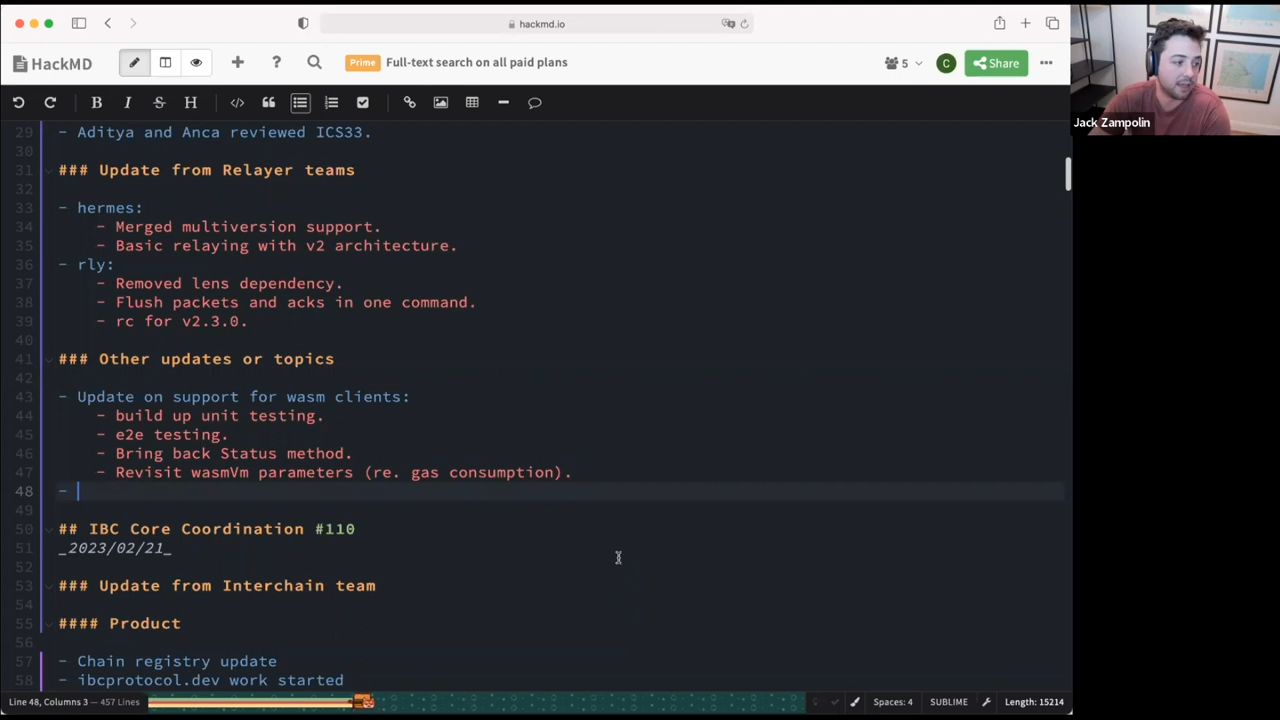 hackmd.io
HackMD
Prime Full-text search on all paid plans
5
C
Share
Jack Zampolin
29 - Aditya and Anca reviewed ICS33.
30
31 ### Update from Relayer teams
32
33 - hermes:
34 - Merged multiversion support.
35 - Basic relaying with v2 architecture.
36 - rly:
37 - Removed lens dependency.
38 - Flush packets and acks in one command.
39 - rc for v2.3.0.
40
41 ### Other updates or topics
42
43 - Update on support for wasm clients:
44 - build up unit testing.
45 - e2e testing.
46 - Bring back Status method.
47 - Revisit wasmVm parameters (re. gas consumption).
48 -
49
50 ## IBC Core Coordination #110
51 _2023/02/21_
52
53 ### Update from Interchain team
54
55 #### Product
56
57 - Chain registry update
58 - ibcprotocol.dev work started
Line 48, Columns 3 — 457 Lines
Spaces: 4
SUBLIME
Length: 15214